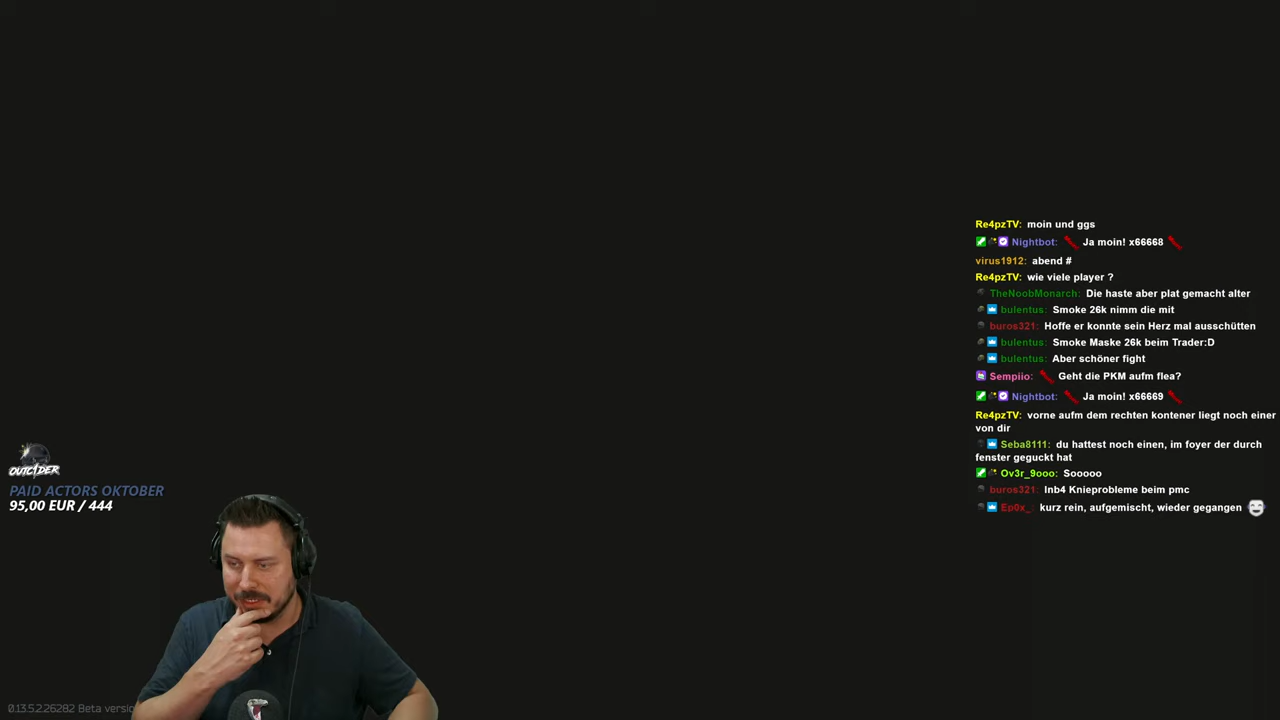 Re4pzTV: moin und ggs
Nightbot: Ja moin! x66668
virus1912: abend #
Re4pzTV: wie viele player ?
TheNoobMonarch: Die haste aber plat gemacht alter
bulentus: Smoke 26k nimm die mit
buros321: Hoffe er konnte sein Herz mal ausschütten
bulentus: Smoke Maske 26k beim Trader:D
bulentus: Aber schöner fight
Sempiio: Geht die PKM aufm flea?
Nightbot: Ja moin! x66669
Re4pzTV: vorne aufm dem rechten kontener liegt noch einer
von dir
Seba8111: du hattest noch einen, im foyer der durch
fenster geguckt hat
Ov3r_9ooo: Sooooo
buros321: Inb4 Knieprobleme beim pmc
Ep0x_: kurz rein, aufgemischt, wieder gegangen
OUTC1DER
PAID ACTORS OKTOBER
95,00 EUR / 444
0.13.5.2.26282 Beta versio